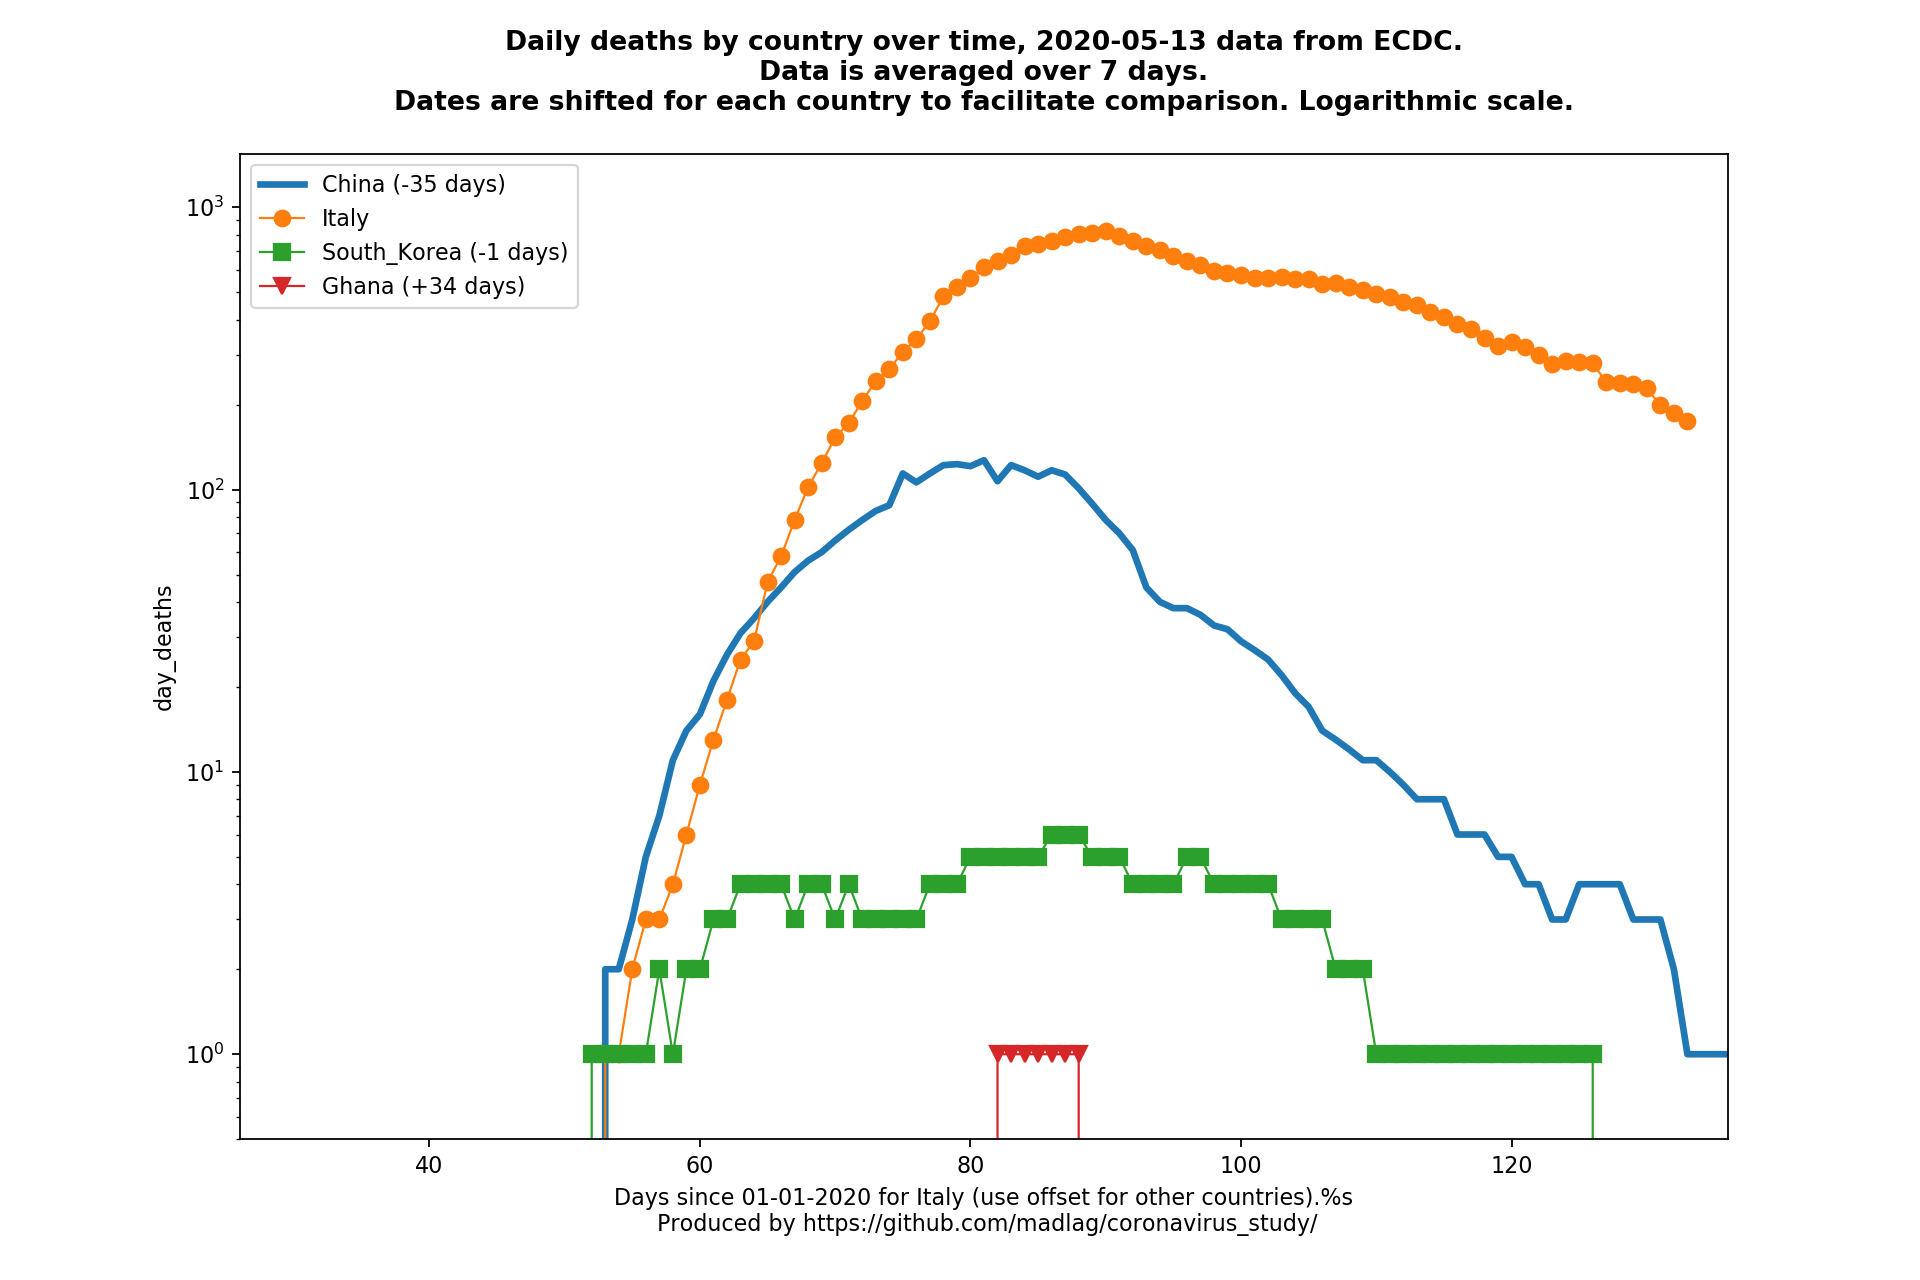 Daily deaths by country over time, 2020-05-13 data from ECDC.
Data is averaged over 7 days.
Dates are shifted for each country to facilitate comparison. Logarithmic scale.
China (-35 days)
Italy
South_Korea (-1 days)
Ghana (+34 days)
10³
10²
10¹
10⁰
day_deaths
40 60 80 100 120
Days since 01-01-2020 for Italy (use offset for other countries).%s
Produced by https://github.com/madlag/coronavirus_study/